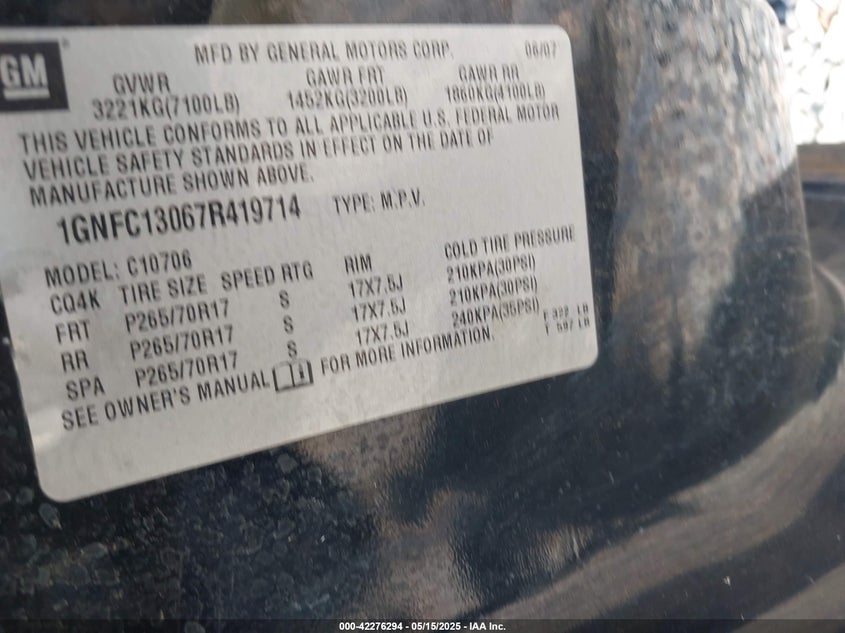 GM
MFD BY GENERAL MOTORS CORP. 06/07
GVWR GAWR FRT GAWR RR
3221KG(7100LB) 1452KG(3200LB) 1860KG(4100LB)
THIS VEHICLE CONFORMS TO ALL APPLICABLE U.S. FEDERAL MOTOR
VEHICLE SAFETY STANDARDS IN EFFECT ON THE DATE OF
MANUFACTURE SHOWN ABOVE.
1GNFC13067R419714 TYPE: M.P.V.
MODEL: C10706
CQ4K TIRE SIZE SPEED RTG RIM COLD TIRE PRESSURE
FRT P265/70R17 S 17X7.5J 210KPA(30PSI)
RR P265/70R17 S 17X7.5J 210KPA(30PSI)
SPA P265/70R17 S 17X7.5J 240KPA(35PSI)
SEE OWNER'S MANUAL FOR MORE INFORMATION.
000-42276294 - 05/15/2025 - IAA Inc.